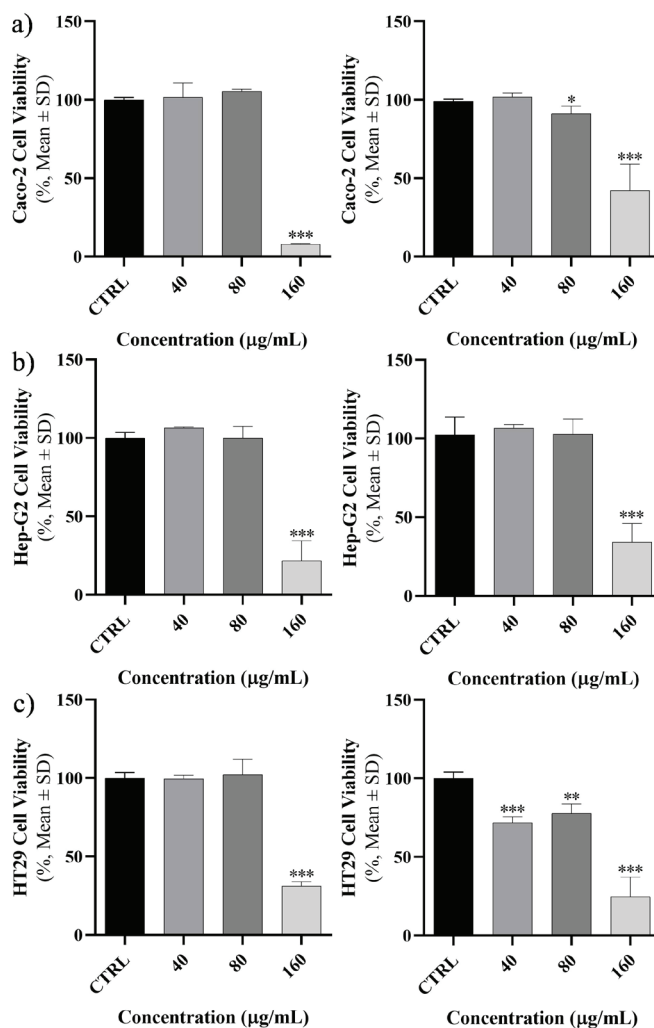 a)
Caco-2 Cell Viability
(%, Mean ± SD)
150
100
50
0
***
CTRL
40
80
160
Concentration (μg/mL)
Caco-2 Cell Viability
(%, Mean ± SD)
150
100
50
0
*
***
CTRL
40
80
160
Concentration (μg/mL)
b)
Hep-G2 Cell Viability
(%, Mean ± SD)
150
100
50
0
***
CTRL
40
80
160
Concentration (μg/mL)
Hep-G2 Cell Viability
(%, Mean ± SD)
150
100
50
0
***
CTRL
40
80
160
Concentration (μg/mL)
c)
HT29 Cell Viability
(%, Mean ± SD)
150
100
50
0
***
CTRL
40
80
160
Concentration (μg/mL)
HT29 Cell Viability
(%, Mean ± SD)
150
100
50
0
***
**
***
CTRL
40
80
160
Concentration (μg/mL)